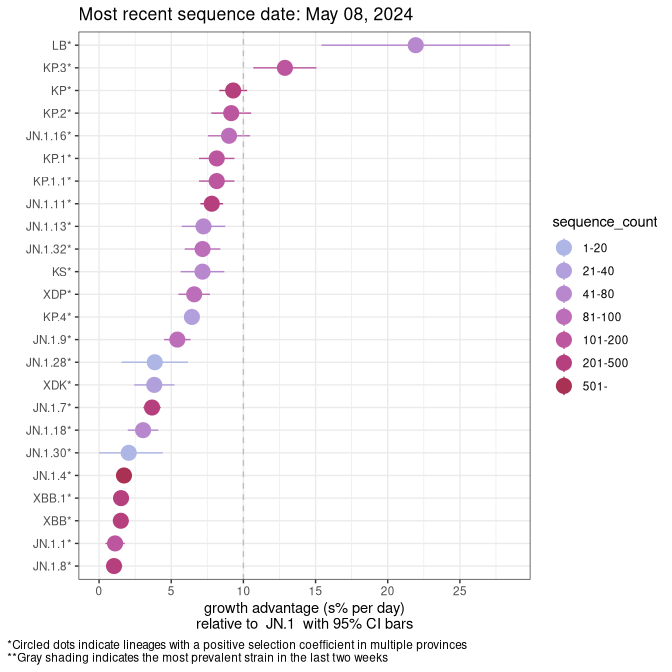 Most recent sequence date: May 08, 2024
LB*
KP.3*
KP*
KP.2*
JN.1.16*
KP.1*
KP.1.1*
JN.1.11*
JN.1.13*
JN.1.32*
KS*
XDP*
KP.4*
JN.1.9*
JN.1.28*
XDK*
JN.1.7*
JN.1.18*
JN.1.30*
JN.1.4*
XBB.1*
XBB*
JN.1.1*
JN.1.8*
0 5 10 15 20 25
growth advantage (s% per day)
relative to JN.1 with 95% CI bars
sequence_count
1-20
21-40
41-80
81-100
101-200
201-500
501-
*Circled dots indicate lineages with a positive selection coefficient in multiple provinces
**Gray shading indicates the most prevalent strain in the last two weeks